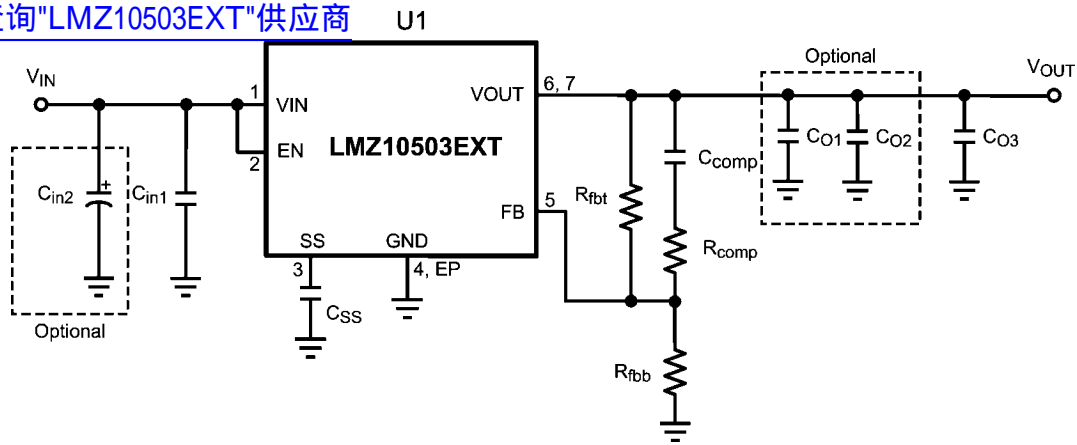 询"LMZ10503EXT"供应商
U1
Optional
VIN
VOUT
1
VIN
VOUT
6, 7
EN
2
LMZ10503EXT
Cin2
+
Cin1
FB
5
Rfbt
Ccomp
Rcomp
CO1
CO2
CO3
SS
GND
3
4, EP
CSS
Optional
Rfbb